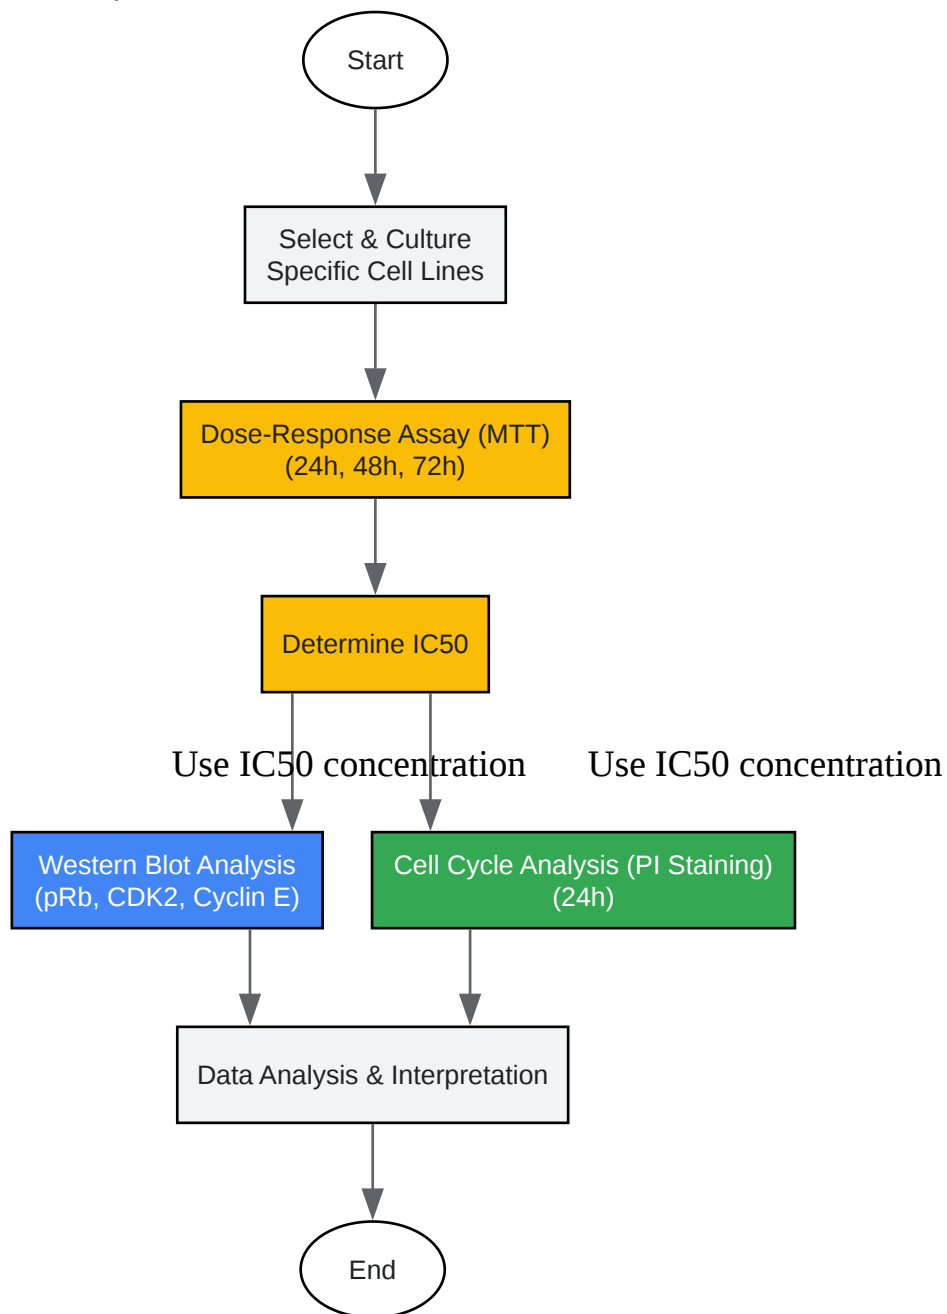 Start
Select & Culture
Specific Cell Lines
Dose-Response Assay (MTT)
(24h, 48h, 72h)
Determine IC50
Use IC50 concentration
Use IC50 concentration
Western Blot Analysis
(pRb, CDK2, Cyclin E)
Cell Cycle Analysis (PI Staining)
(24h)
Data Analysis & Interpretation
End